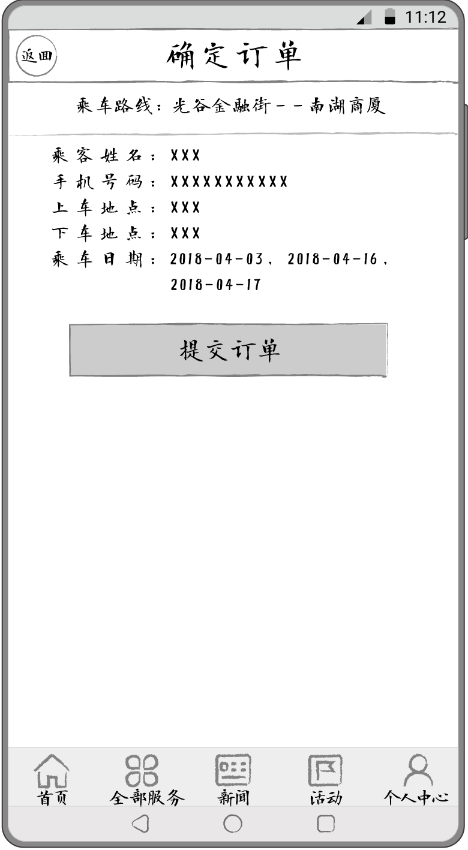 11:12
返回
确定订单
乘车路线：光谷金融街--南湖商厦
乘客姓名：XXX
手机号码：XXXXXXXXXXX
上车地点：XXX
下车地点：XXX
乘车日期：2018-04-03，2018-04-16，
2018-04-17
提交订单
首页 全部服务 新闻 活动 个人中心